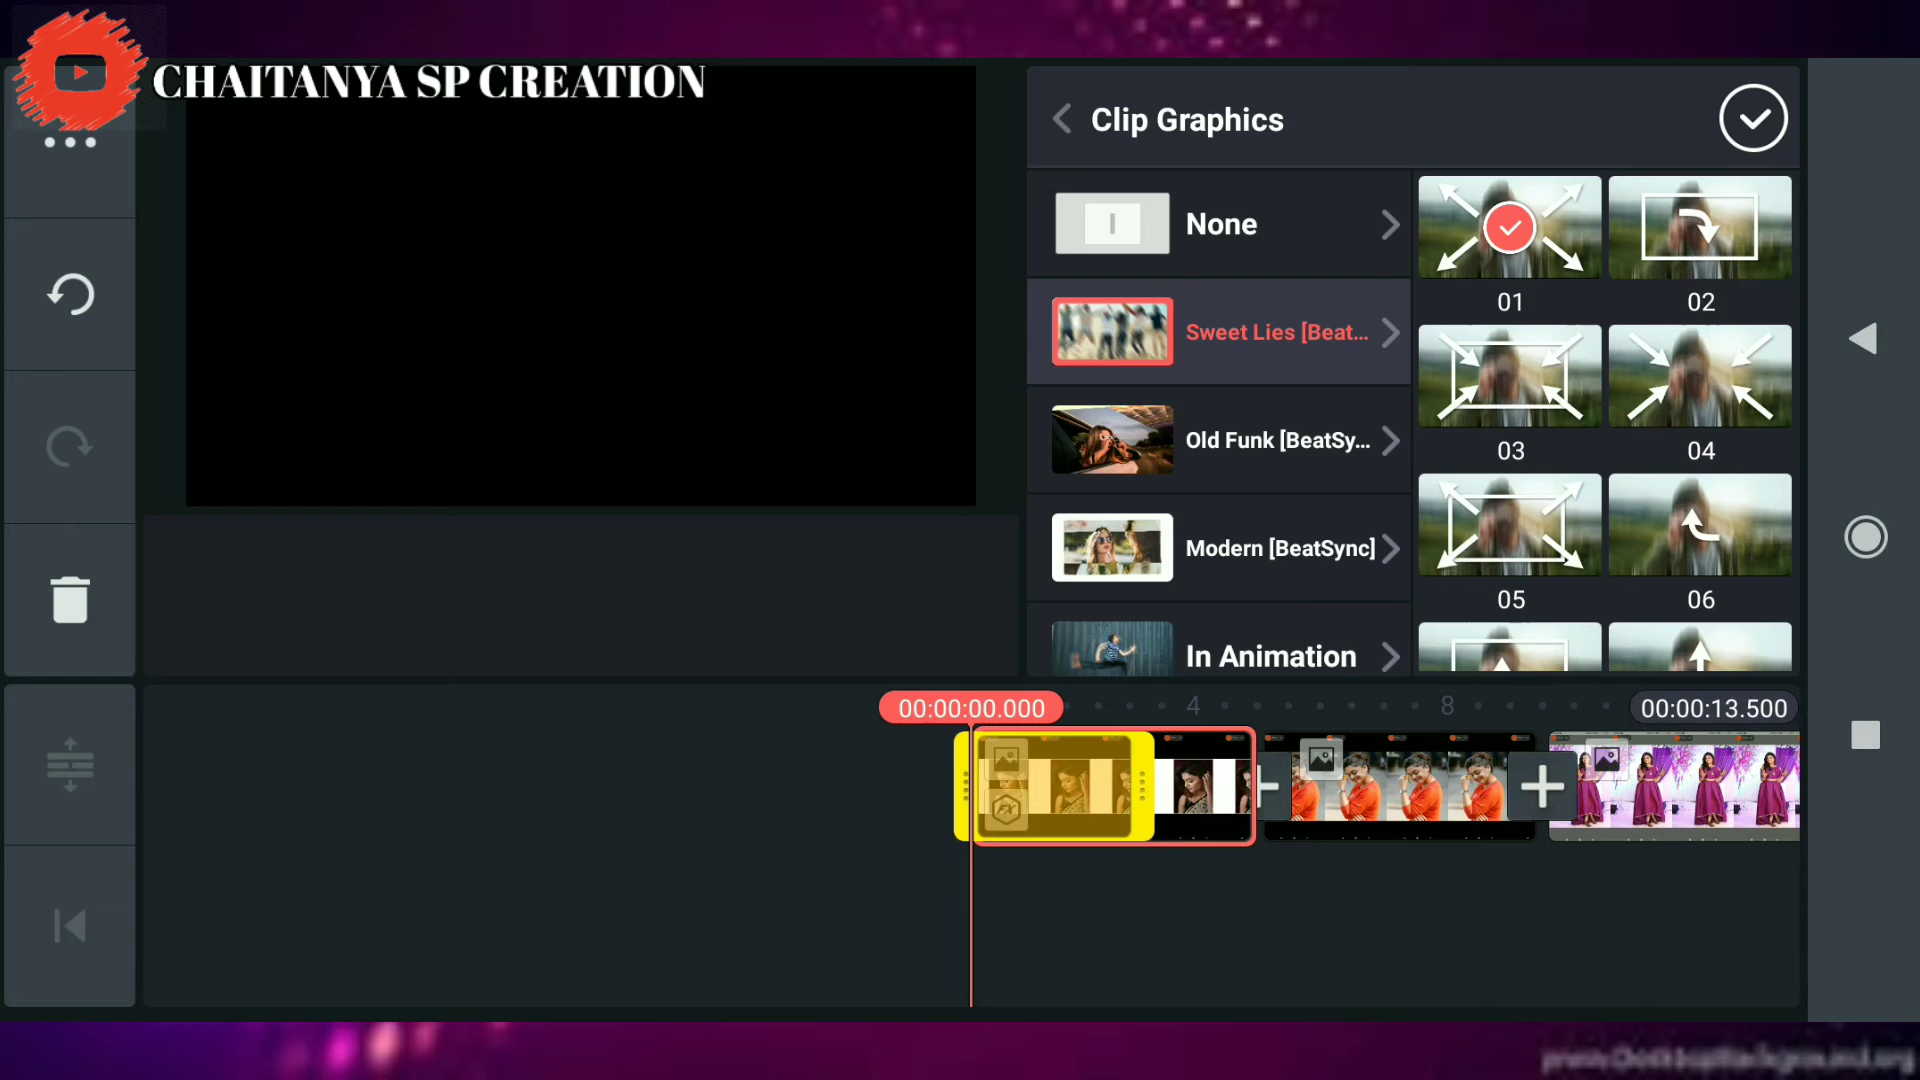 CHAITANYA SP CREATION
Clip Graphics
None
Sweet Lies [Beat...
Old Funk [BeatSy...
Modern [BeatSync]
In Animation
01
02
03
04
05
06
00:00:00.000
4
8
00:00:13.500